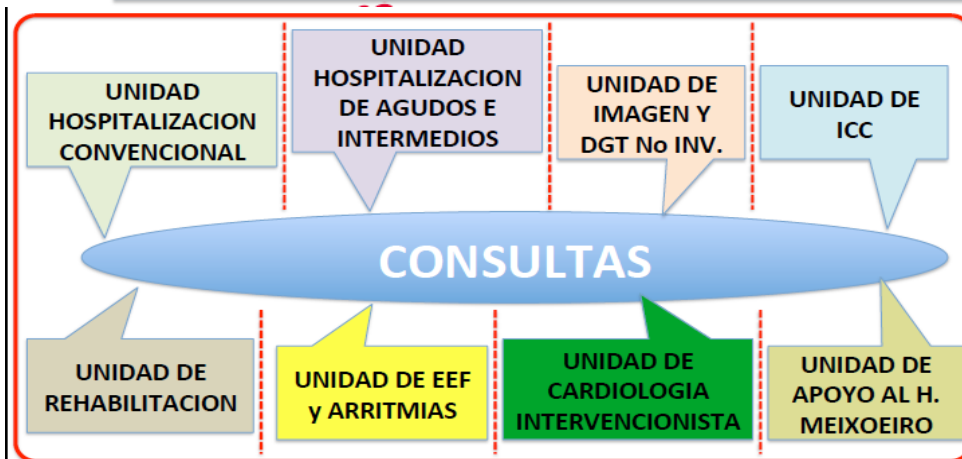 UNIDAD
HOSPITALIZACION
CONVENCIONAL
UNIDAD
HOSPITALIZACION
DE AGUDOS E
INTERMEDIOS
UNIDAD DE
IMAGEN Y
DGT No INV.
UNIDAD DE
ICC
CONSULTAS
UNIDAD DE
REHABILITACION
UNIDAD DE EEF
y ARRITMIAS
UNIDAD DE
CARDIOLOGIA
INTERVENCIONISTA
UNIDAD DE
APOYO AL H.
MEIXOEIRO